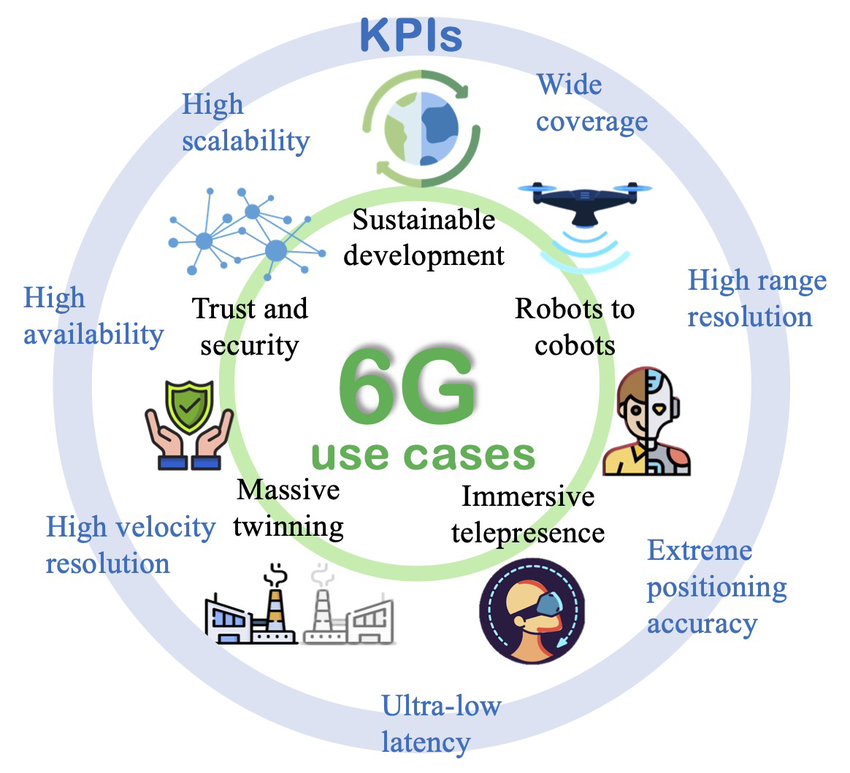 KPIs
High
scalability
Wide
coverage
Sustainable
development
High
availability
Trust and
security
Robots to
cobots
High range
resolution
6G
use cases
Massive
twinning
Immersive
telepresence
High velocity
resolution
Extreme
positioning
accuracy
Ultra-low
latency